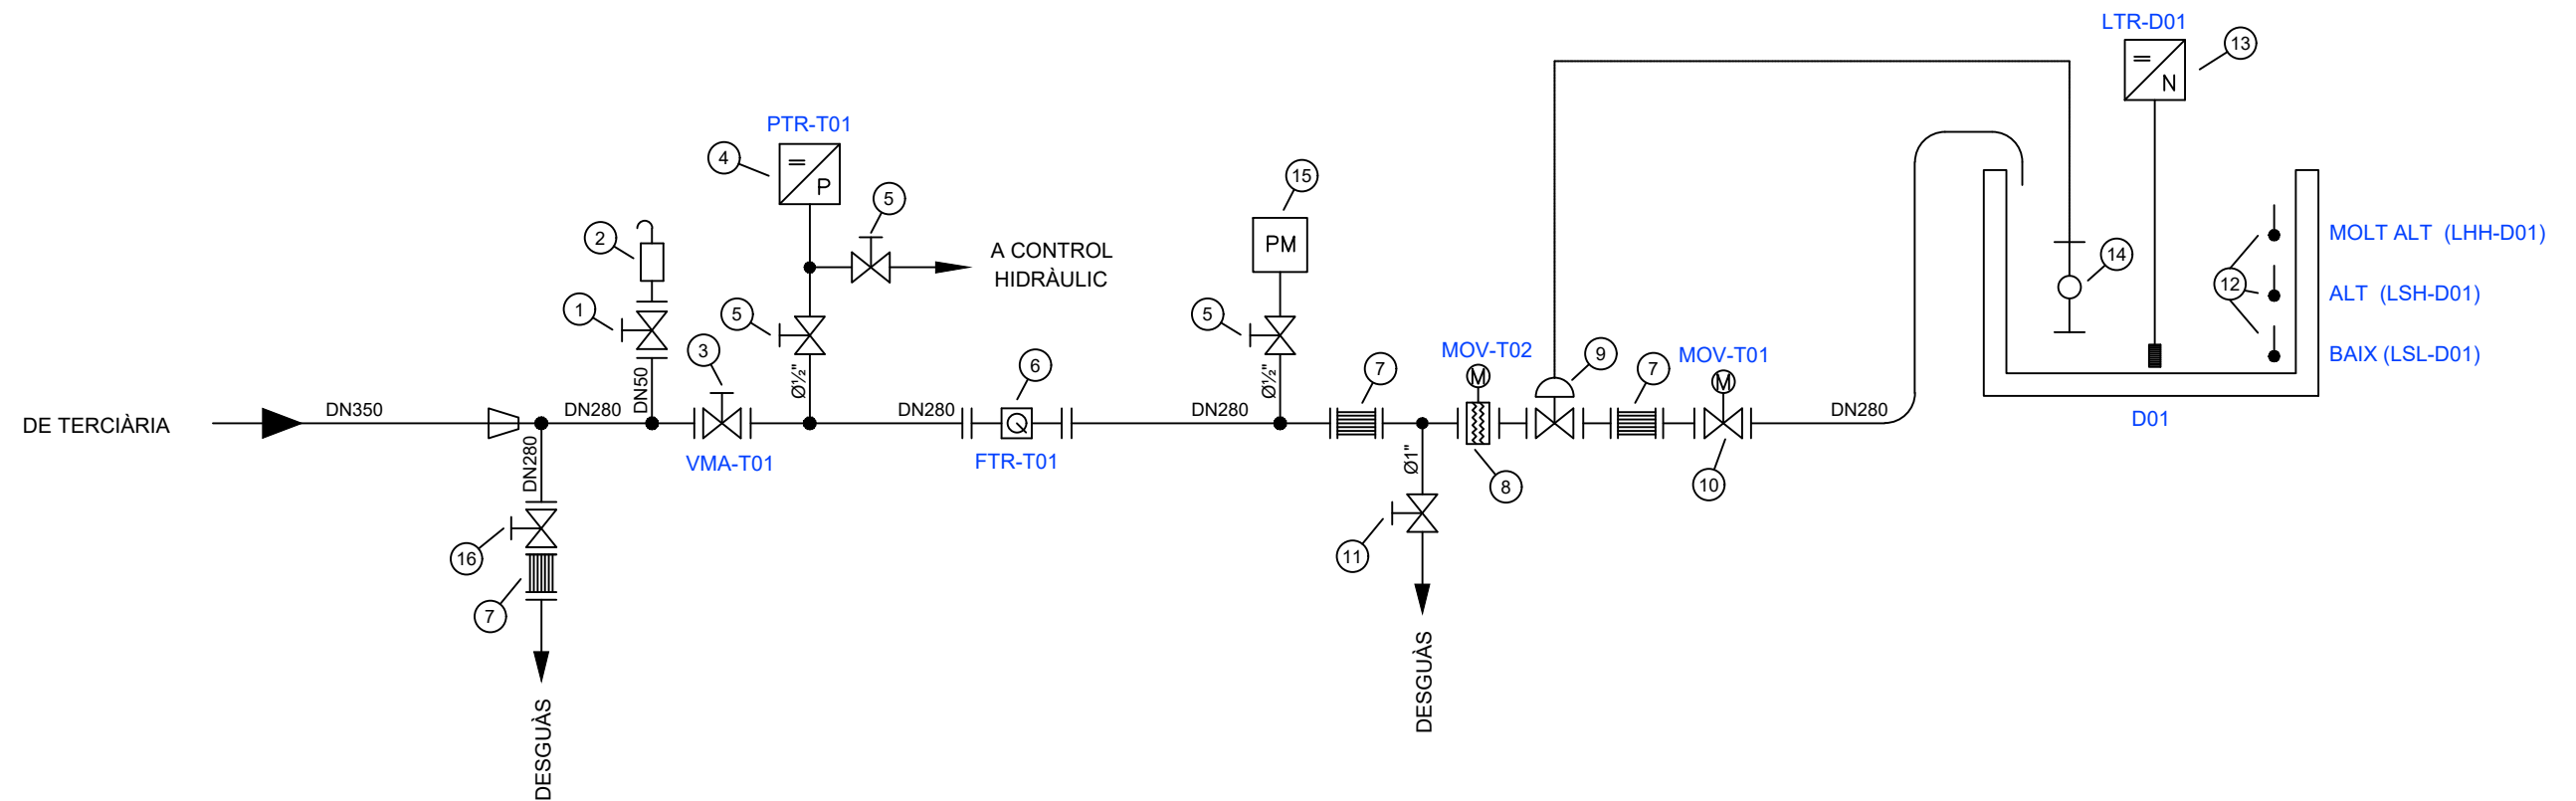 LTR-D01
=
N
13
PTR-T01
=
P
4
5
15
PM
2
A CONTROL
HIDRÀULIC
14
12
MOLT ALT  (LHH-D01)
ALT  (LSH-D01)
BAIX (LSL-D01)
1
5
5
3
6
7
MOV-T02
M
9
7
MOV-T01
M
DE TERCIÀRIA
DN350
DN280
DN50
Ø½"
DN280
Q
DN280
Ø½"
DN280
D01
DN280
VMA-T01
FTR-T01
Ø1"
8
10
16
7
11
DESGUÀS
DESGUÀS